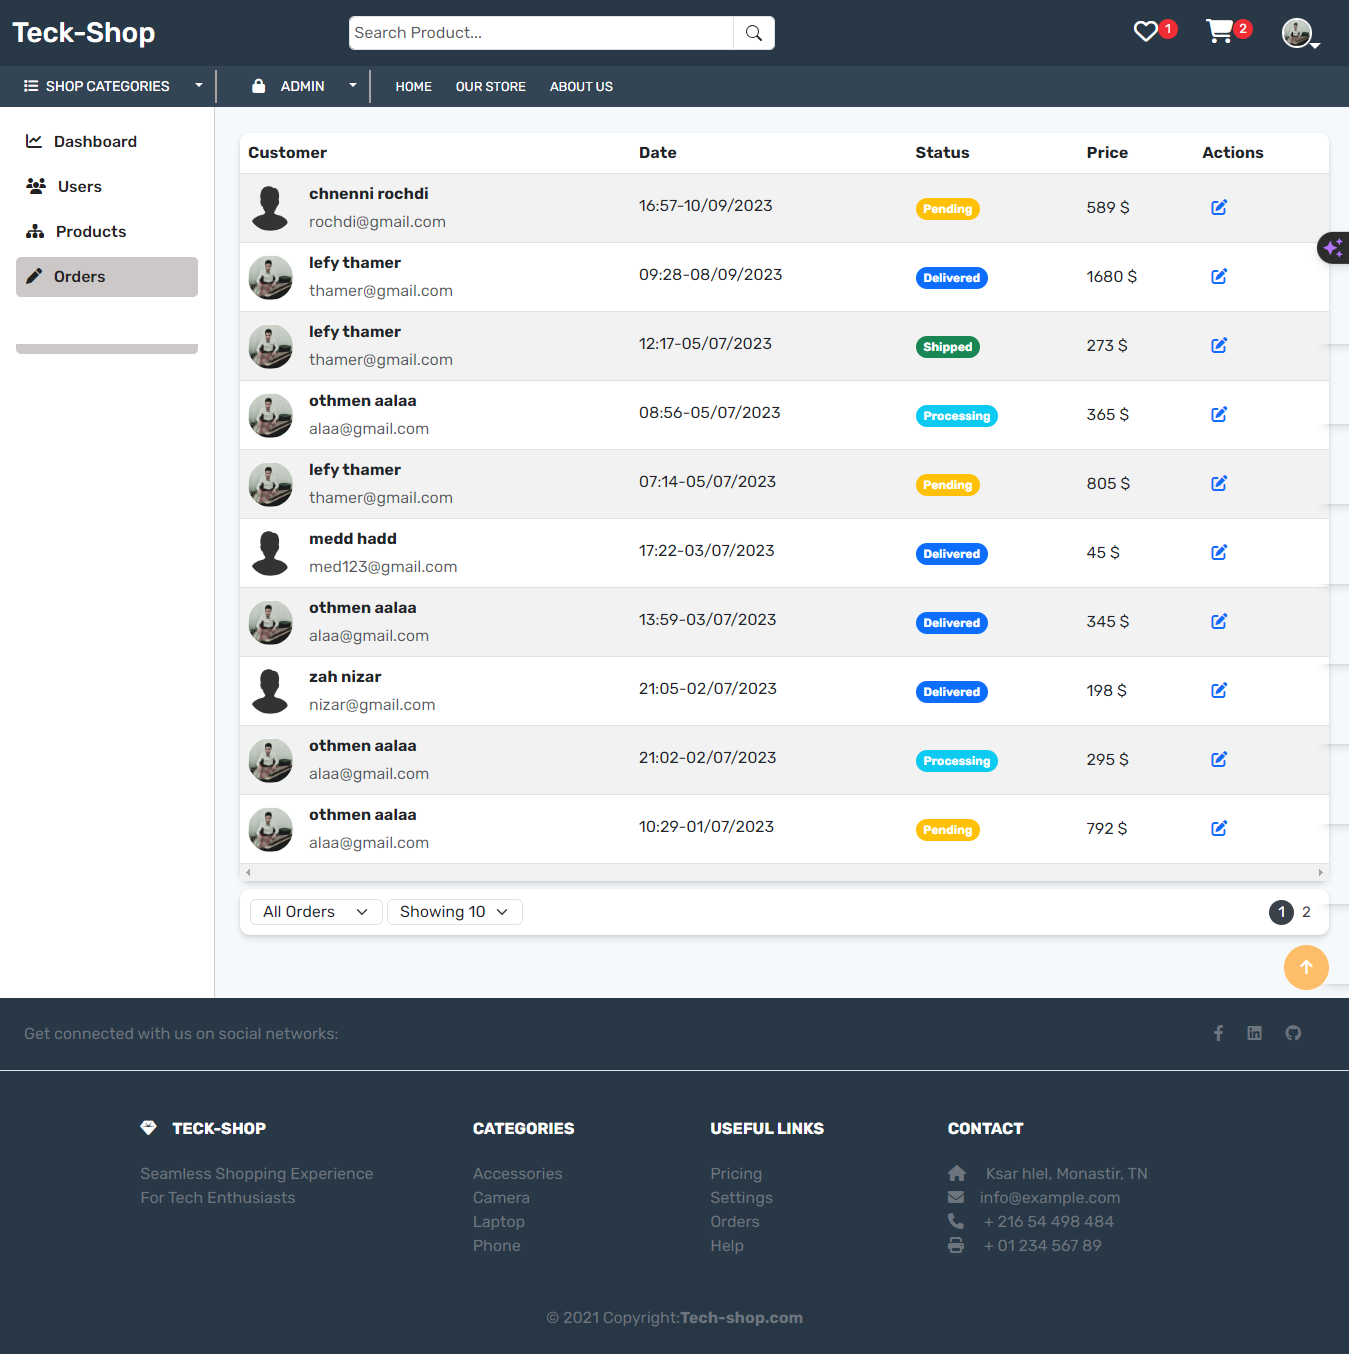 Teck-Shop
Search Product...
1
2
SHOP CATEGORIES
ADMIN
HOME
OUR STORE
ABOUT US
Dashboard
Users
Products
Orders
Customer Date Status Price Actions
chnenni rochdi
rochdi@gmail.com
16:57-10/09/2023
Pending
589 $
lefy thamer
thamer@gmail.com
09:28-08/09/2023
Delivered
1680 $
lefy thamer
thamer@gmail.com
12:17-05/07/2023
Shipped
273 $
othmen aalaa
alaa@gmail.com
08:56-05/07/2023
Processing
365 $
lefy thamer
thamer@gmail.com
07:14-05/07/2023
Pending
805 $
medd hadd
med123@gmail.com
17:22-03/07/2023
Delivered
45 $
othmen aalaa
alaa@gmail.com
13:59-03/07/2023
Delivered
345 $
zah nizar
nizar@gmail.com
21:05-02/07/2023
Delivered
198 $
othmen aalaa
alaa@gmail.com
21:02-02/07/2023
Processing
295 $
othmen aalaa
alaa@gmail.com
10:29-01/07/2023
Pending
792 $
All Orders
Showing 10
1 2
Get connected with us on social networks:
TECK-SHOP
Seamless Shopping Experience
For Tech Enthusiasts
CATEGORIES
Accessories
Camera
Laptop
Phone
USEFUL LINKS
Pricing
Settings
Orders
Help
CONTACT
Ksar hlel, Monastir, TN
info@example.com
+ 216 54 498 484
+ 01 234 567 89
© 2021 Copyright:Tech-shop.com